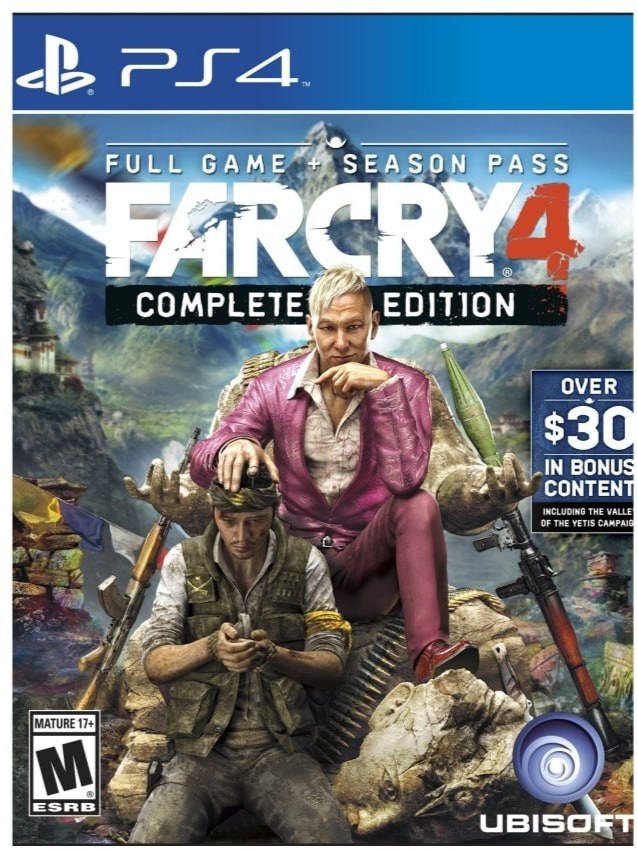 PS4
FULL GAME + SEASON PASS
FARCRY4
COMPLETE EDITION
OVER
$30
IN BONUS
CONTENT
INCLUDING THE VALLEY
OF THE YETIS CAMPAIG
MATURE 17+
M
ESRB
UBISOFT